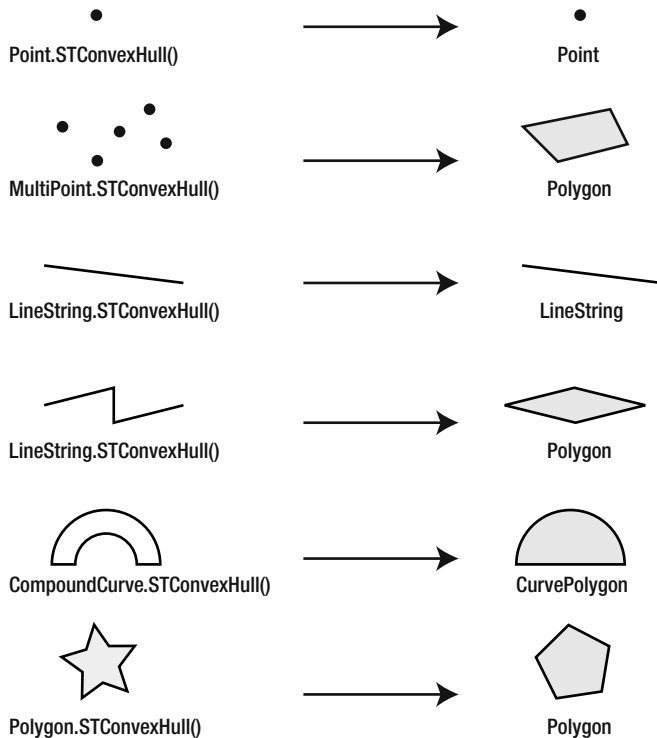 Point.STConvexHull()
Point
MultiPoint.STConvexHull()
Polygon
LineString.STConvexHull()
LineString
LineString.STConvexHull()
Polygon
CompoundCurve.STConvexHull()
CurvePolygon
Polygon.STConvexHull()
Polygon